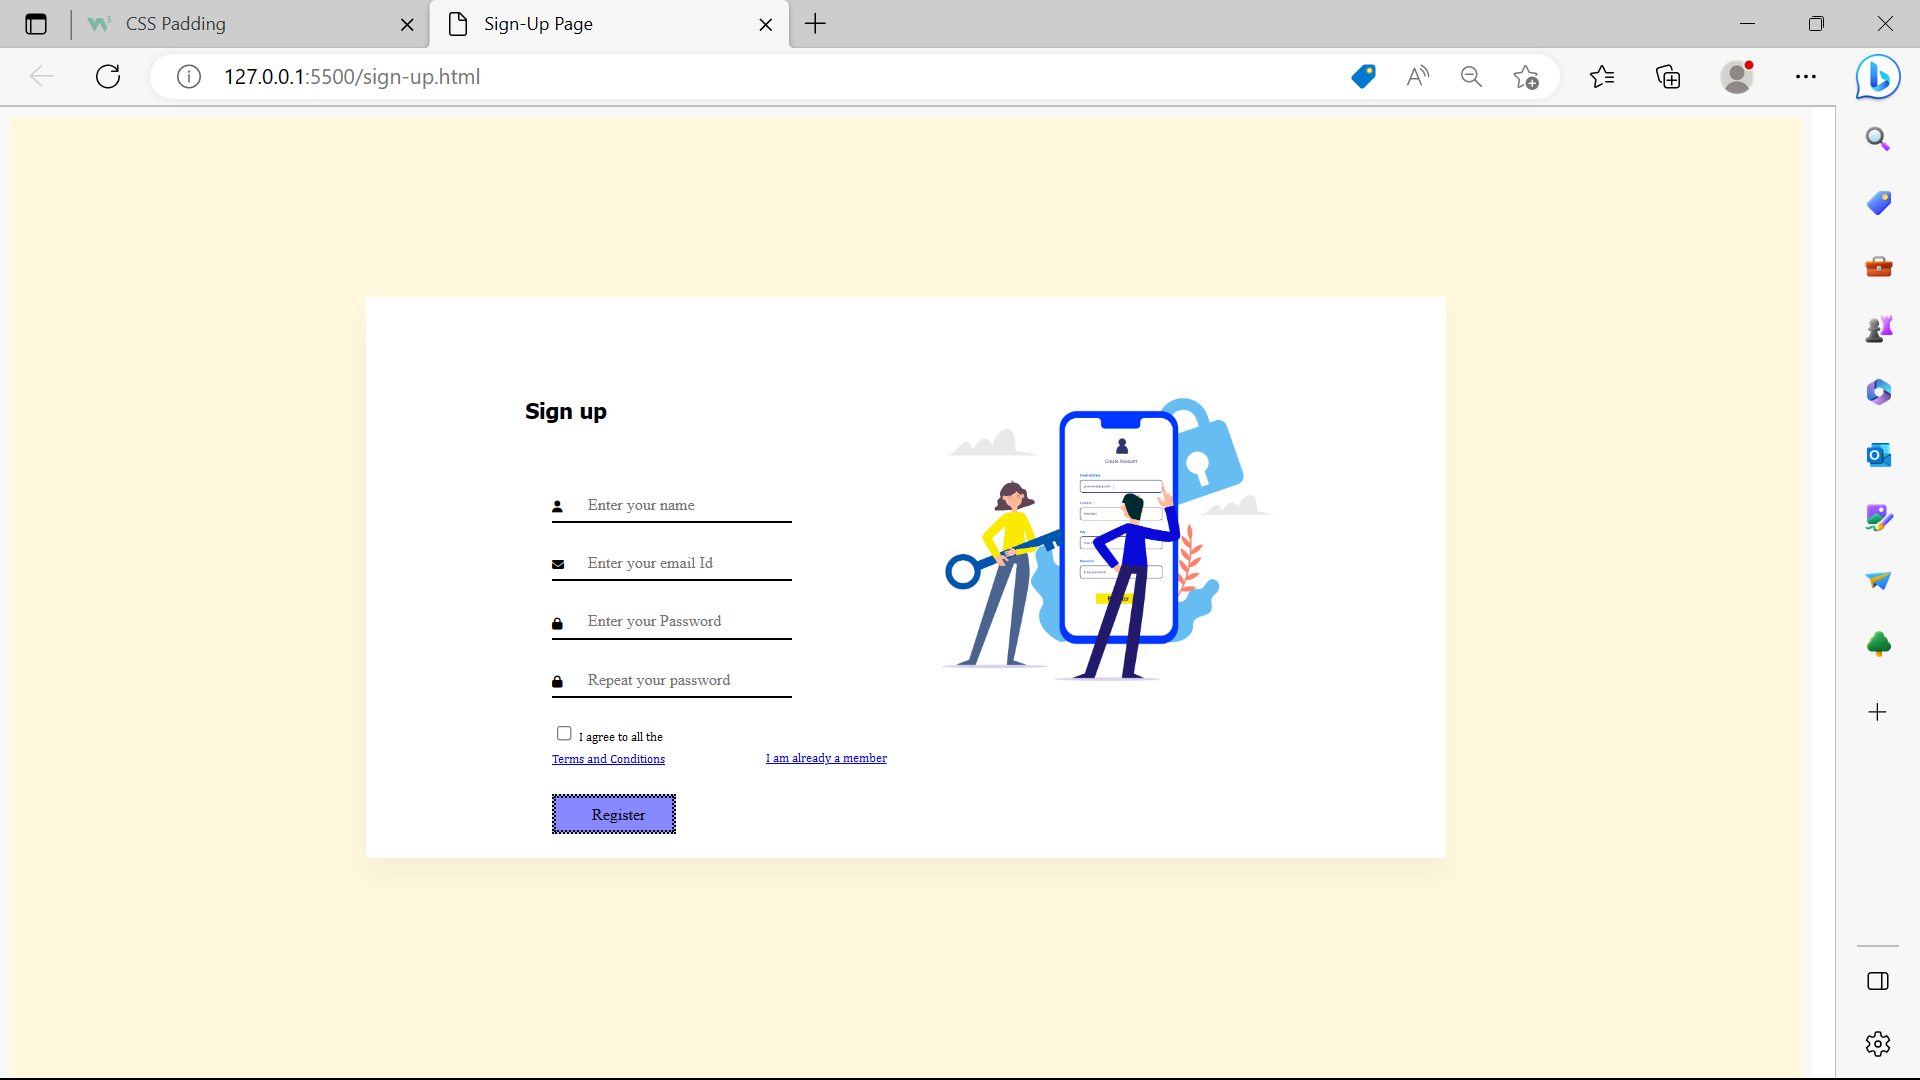 CSS Padding
Sign-Up Page
127.0.0.1:5500/sign-up.html
Sign up
Enter your name
Enter your email Id
Enter your Password
Repeat your password
I agree to all the
Terms and Conditions
I am already a member
Register
Create Account
Email Address